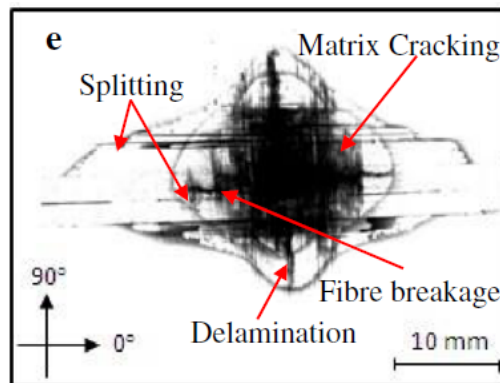 e
Matrix Cracking
Splitting
90°
0°
Fibre breakage
Delamination
10 mm